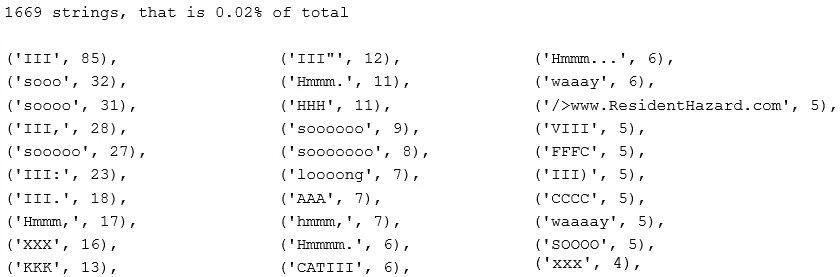 1669 strings, that is 0.02% of total
('III', 85),
('sooo', 32),
('soooo', 31),
('III,', 28),
('sooooo', 27),
('III:', 23),
('III.', 18),
('Hmmm,', 17),
('XXX', 16),
('KKK', 13),
('III"', 12),
('Hmmm.', 11),
('HHH', 11),
('soooooo', 9),
('sooooooo', 8),
('loooong', 7),
('AAA', 7),
('hmmm,', 7),
('Hmmmm.', 6),
('CATIII', 6),
('Hmmm...', 6),
('waaay', 6),
('/>www.ResidentHazard.com', 5),
('VIII', 5),
('FFFC', 5),
('III)', 5),
('CCCC', 5),
('waaaay', 5),
('SOOOO', 5),
('xxx', 4),